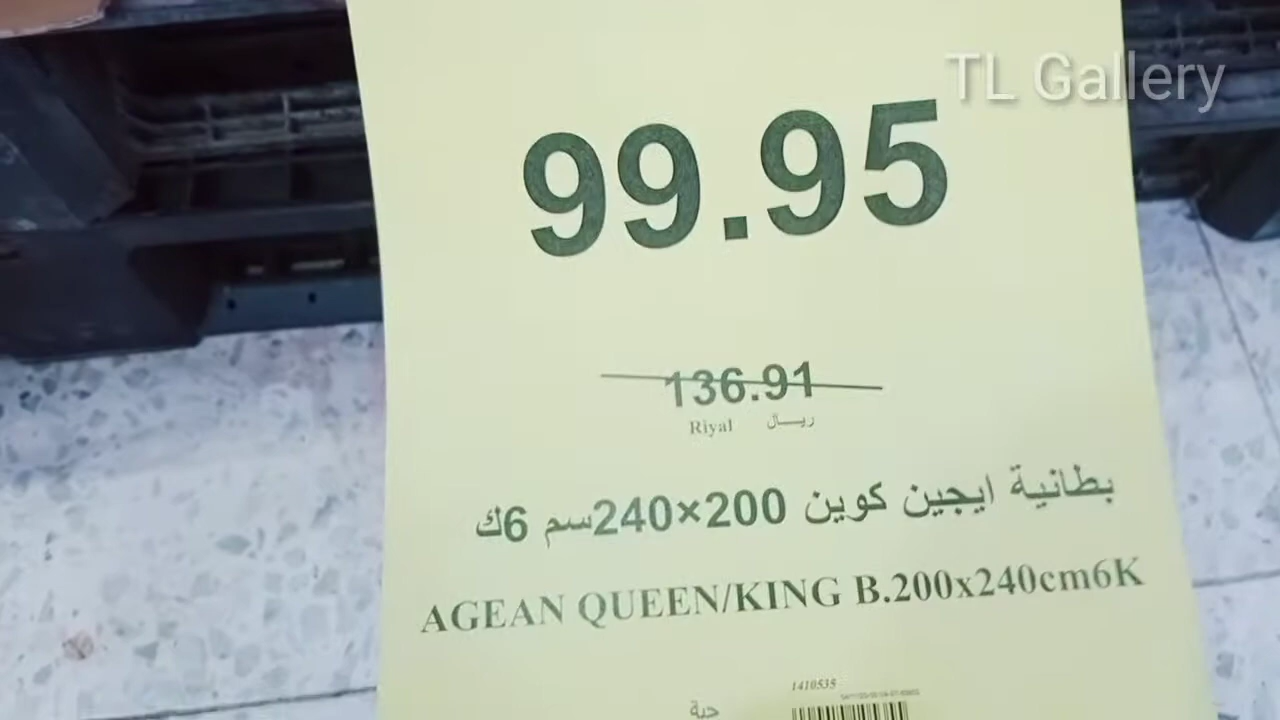 TL Gallery
99.95
136.91
Riyal ريال
بطانية ايجين كوين 200×240سم 6ك
AGEAN QUEEN/KING B.200x240cm6K
1410535
حبة